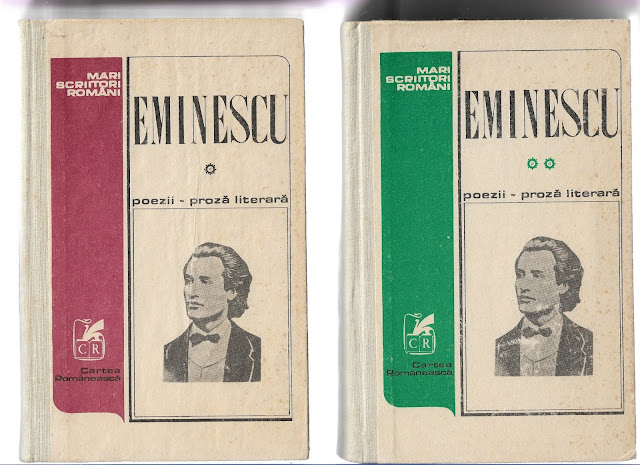 MARI
SCRIITORI
ROMÂNI
EMINESCU
poezii ~ proză literară
CR
Cartea
Românească
MARI
SCRIITORI
ROMÂNI
EMINESCU
poezii ~ proză literară
CR
Cartea
Românească